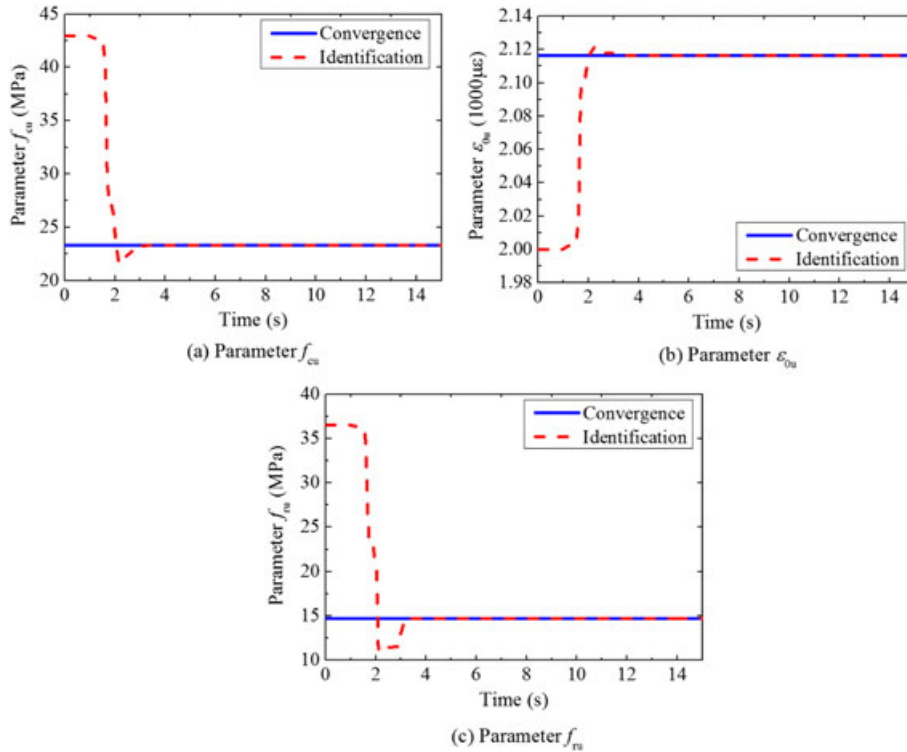 45
40
35
30
25
20
Parameter f_cu (MPa)
Convergence
Identification
0 2 4 6 8 10 12 14
Time (s)
(a) Parameter f_cu
2.14
2.12
2.10
2.08
2.06
2.04
2.02
2.00
1.98
Parameter ε_0u (1000με)
Convergence
Identification
0 2 4 6 8 10 12 14
Time (s)
(b) Parameter ε_0u
40
35
30
25
20
15
10
Parameter f_ru (MPa)
Convergence
Identification
0 2 4 6 8 10 12 14
Time (s)
(c) Parameter f_ru